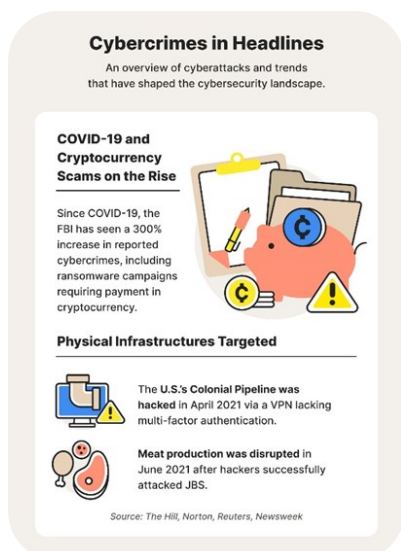 Cybercrimes in Headlines
An overview of cyberattacks and trends
that have shaped the cybersecurity landscape.
COVID-19 and
Cryptocurrency
Scams on the Rise
Since COVID-19, the
FBI has seen a 300%
increase in reported
cybercrimes, including
ransomware campaigns
requiring payment in
cryptocurrency.
Physical Infrastructures Targeted
The U.S.'s Colonial Pipeline was
hacked in April 2021 via a VPN lacking
multi-factor authentication.
Meat production was disrupted in
June 2021 after hackers successfully
attacked JBS.
Source: The Hill, Norton, Reuters, Newsweek